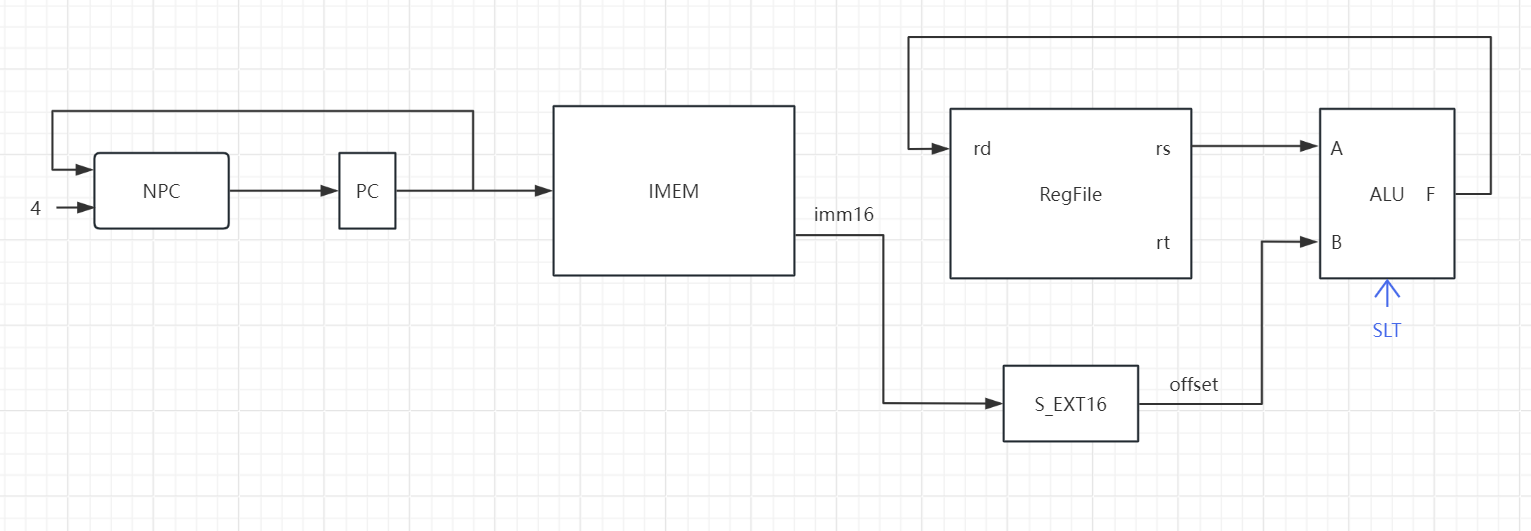 NPC
4
PC
IMEM
imm16
rd
rs
RegFile
rt
A
ALU
F
B
SLT
S_EXT16
offset